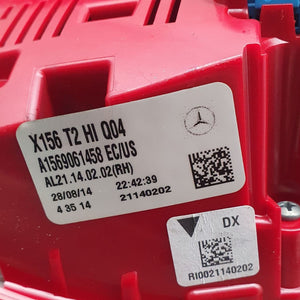 X156 T2 HI Q04
A1569061458 EC/US
AL21.14.02.02(RH)
28/08/14 22:42:39
4 35 14 21140202
DX
RI0021140202